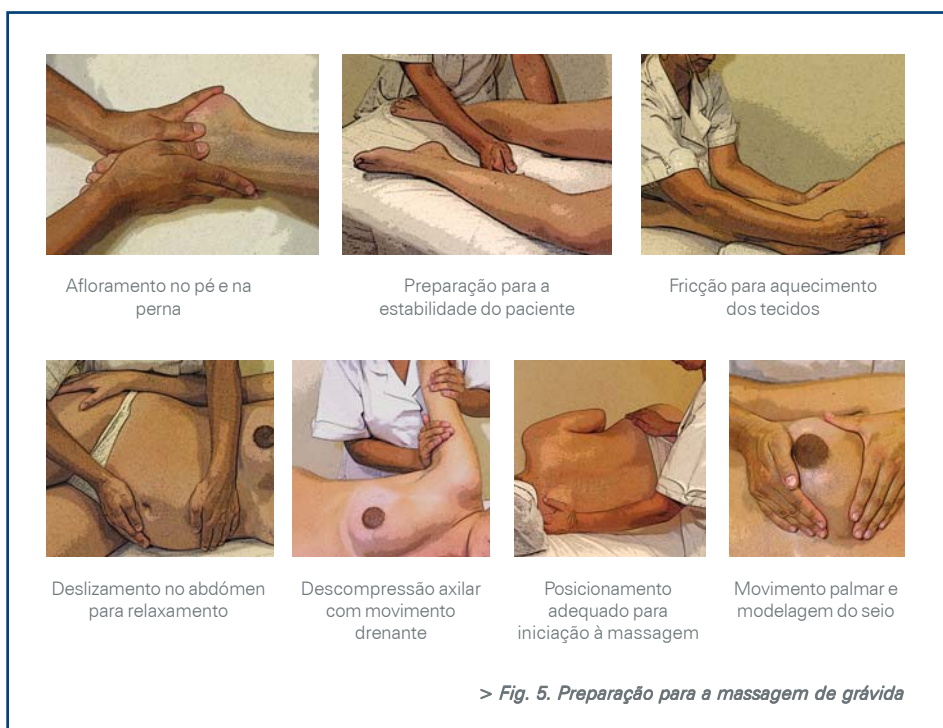 Afloramento no pé e na
perna
Preparação para a
estabilidade do paciente
Fricção para aquecimento
dos tecidos
Deslizamento no abdómen
para relaxamento
Descompressão axilar
com movimento
drenante
Posicionamento
adequado para
iniciação à massagem
Movimento palmar e
modelagem do seio
> Fig. 5. Preparação para a massagem de grávida